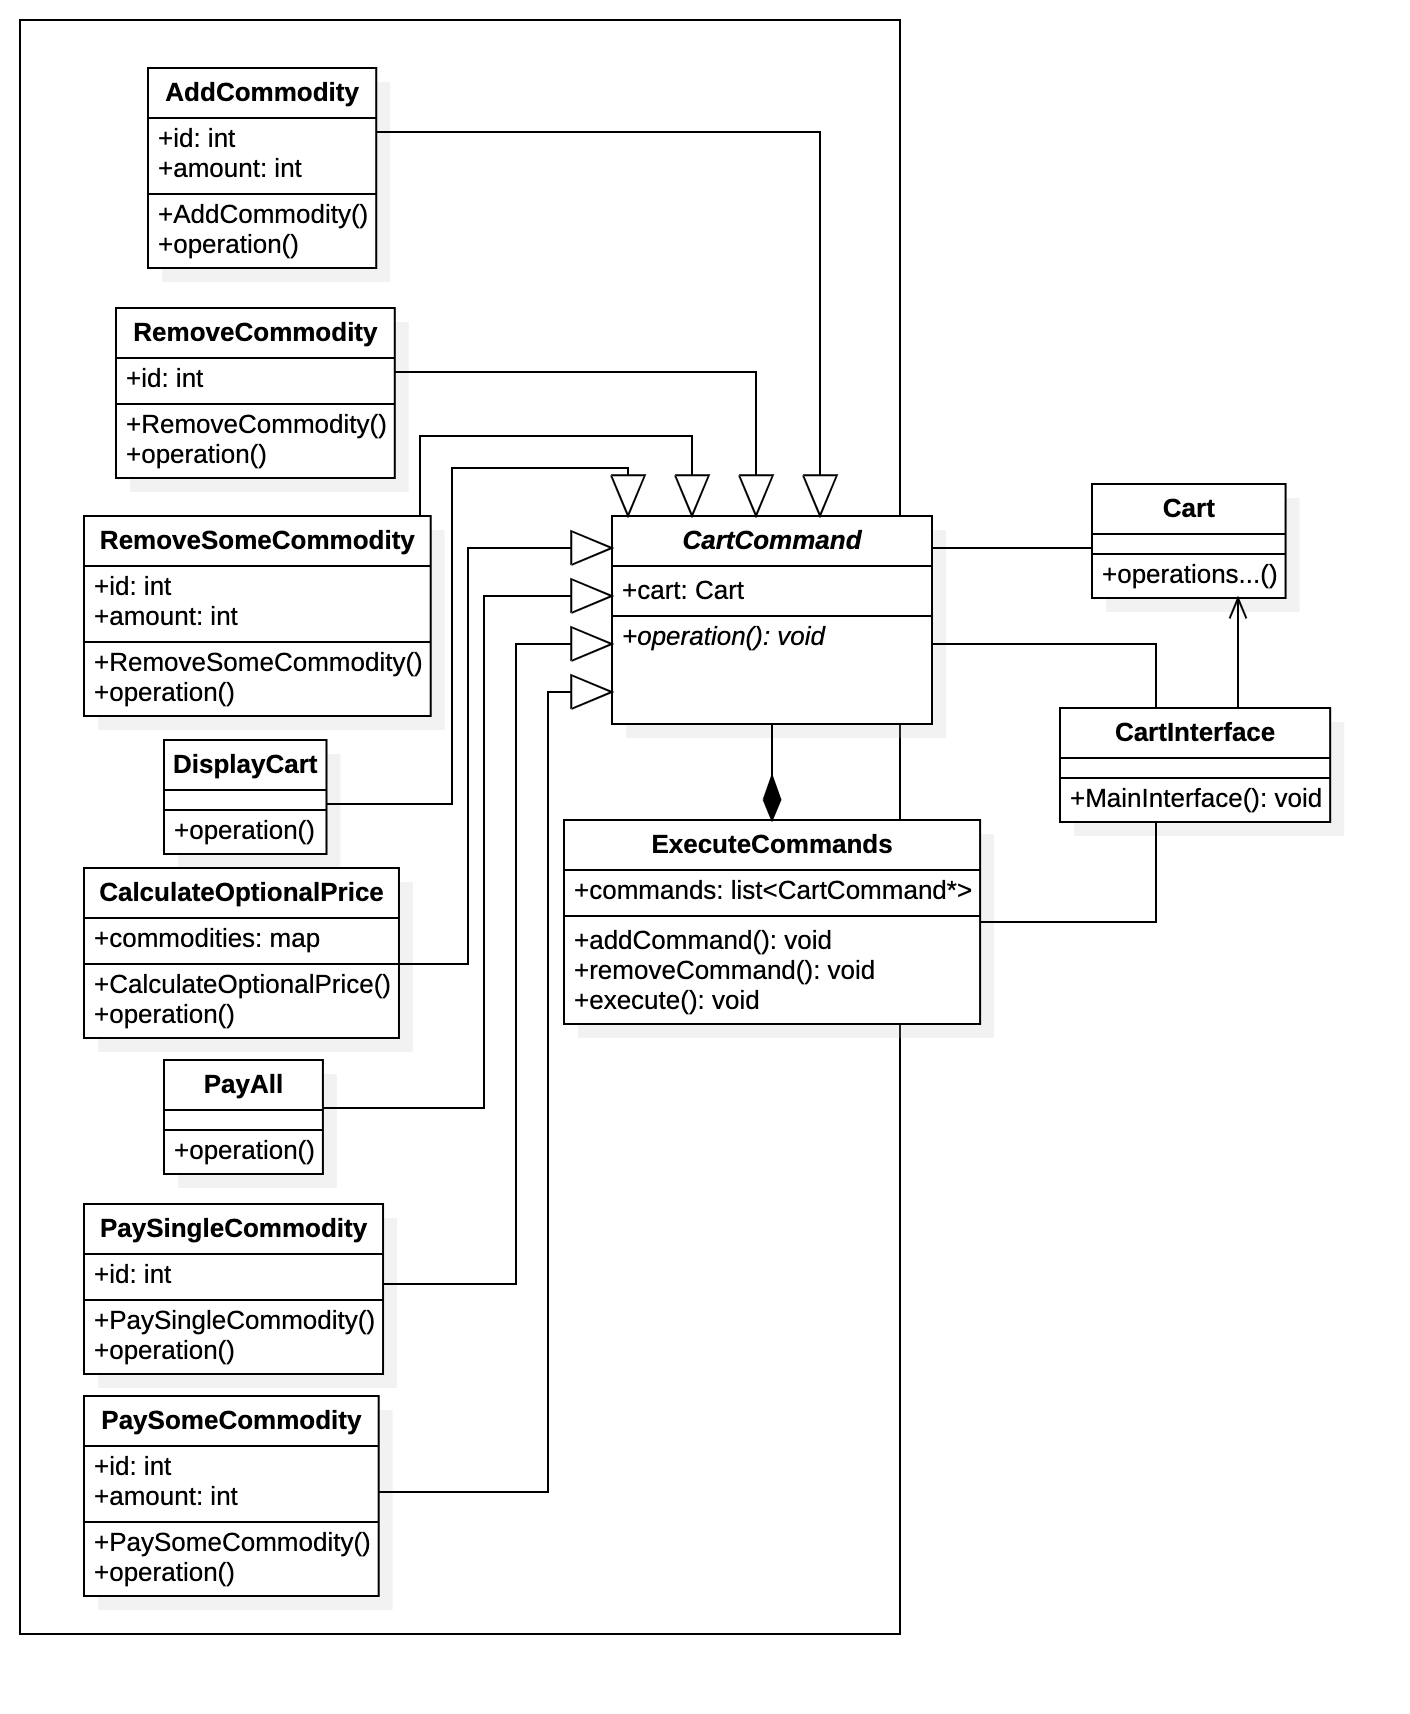 AddCommodity
+id: int
+amount: int
+AddCommodity()
+operation()
RemoveCommodity
+id: int
+RemoveCommodity()
+operation()
RemoveSomeCommodity
+id: int
+amount: int
+RemoveSomeCommodity()
+operation()
DisplayCart
+operation()
CalculateOptionalPrice
+commodities: map
+CalculateOptionalPrice()
+operation()
PayAll
+operation()
PaySingleCommodity
+id: int
+PaySingleCommodity()
+operation()
PaySomeCommodity
+id: int
+amount: int
+PaySomeCommodity()
+operation()
CartCommand
+cart: Cart
+operation(): void
ExecuteCommands
+commands: list<CartCommand*>
+addCommand(): void
+removeCommand(): void
+execute(): void
Cart
+operations...()
CartInterface
+MainInterface(): void